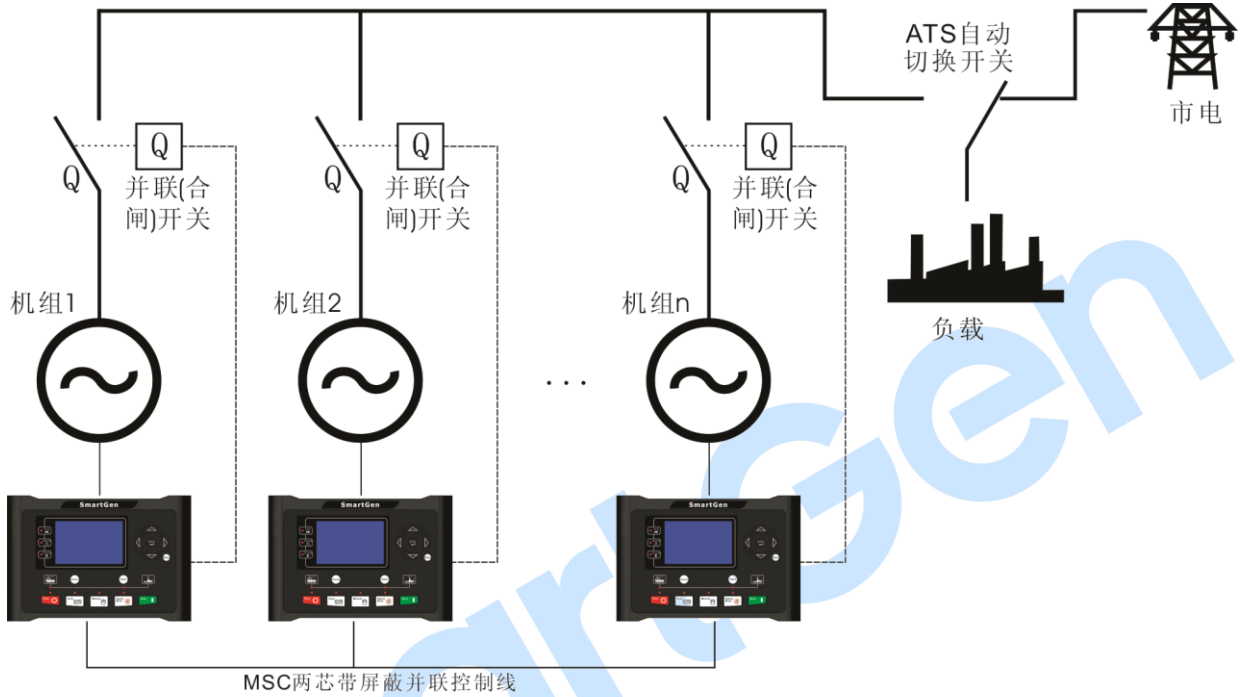 ATS自动
切换开关
市电
Q
Q
并联(合
闸)开关
Q
Q
并联(合
闸)开关
Q
Q
并联(合
闸)开关
负载
机组1
机组2
机组n
...
SmartGen
SmartGen
SmartGen
MSC两芯带屏蔽并联控制线
artGen